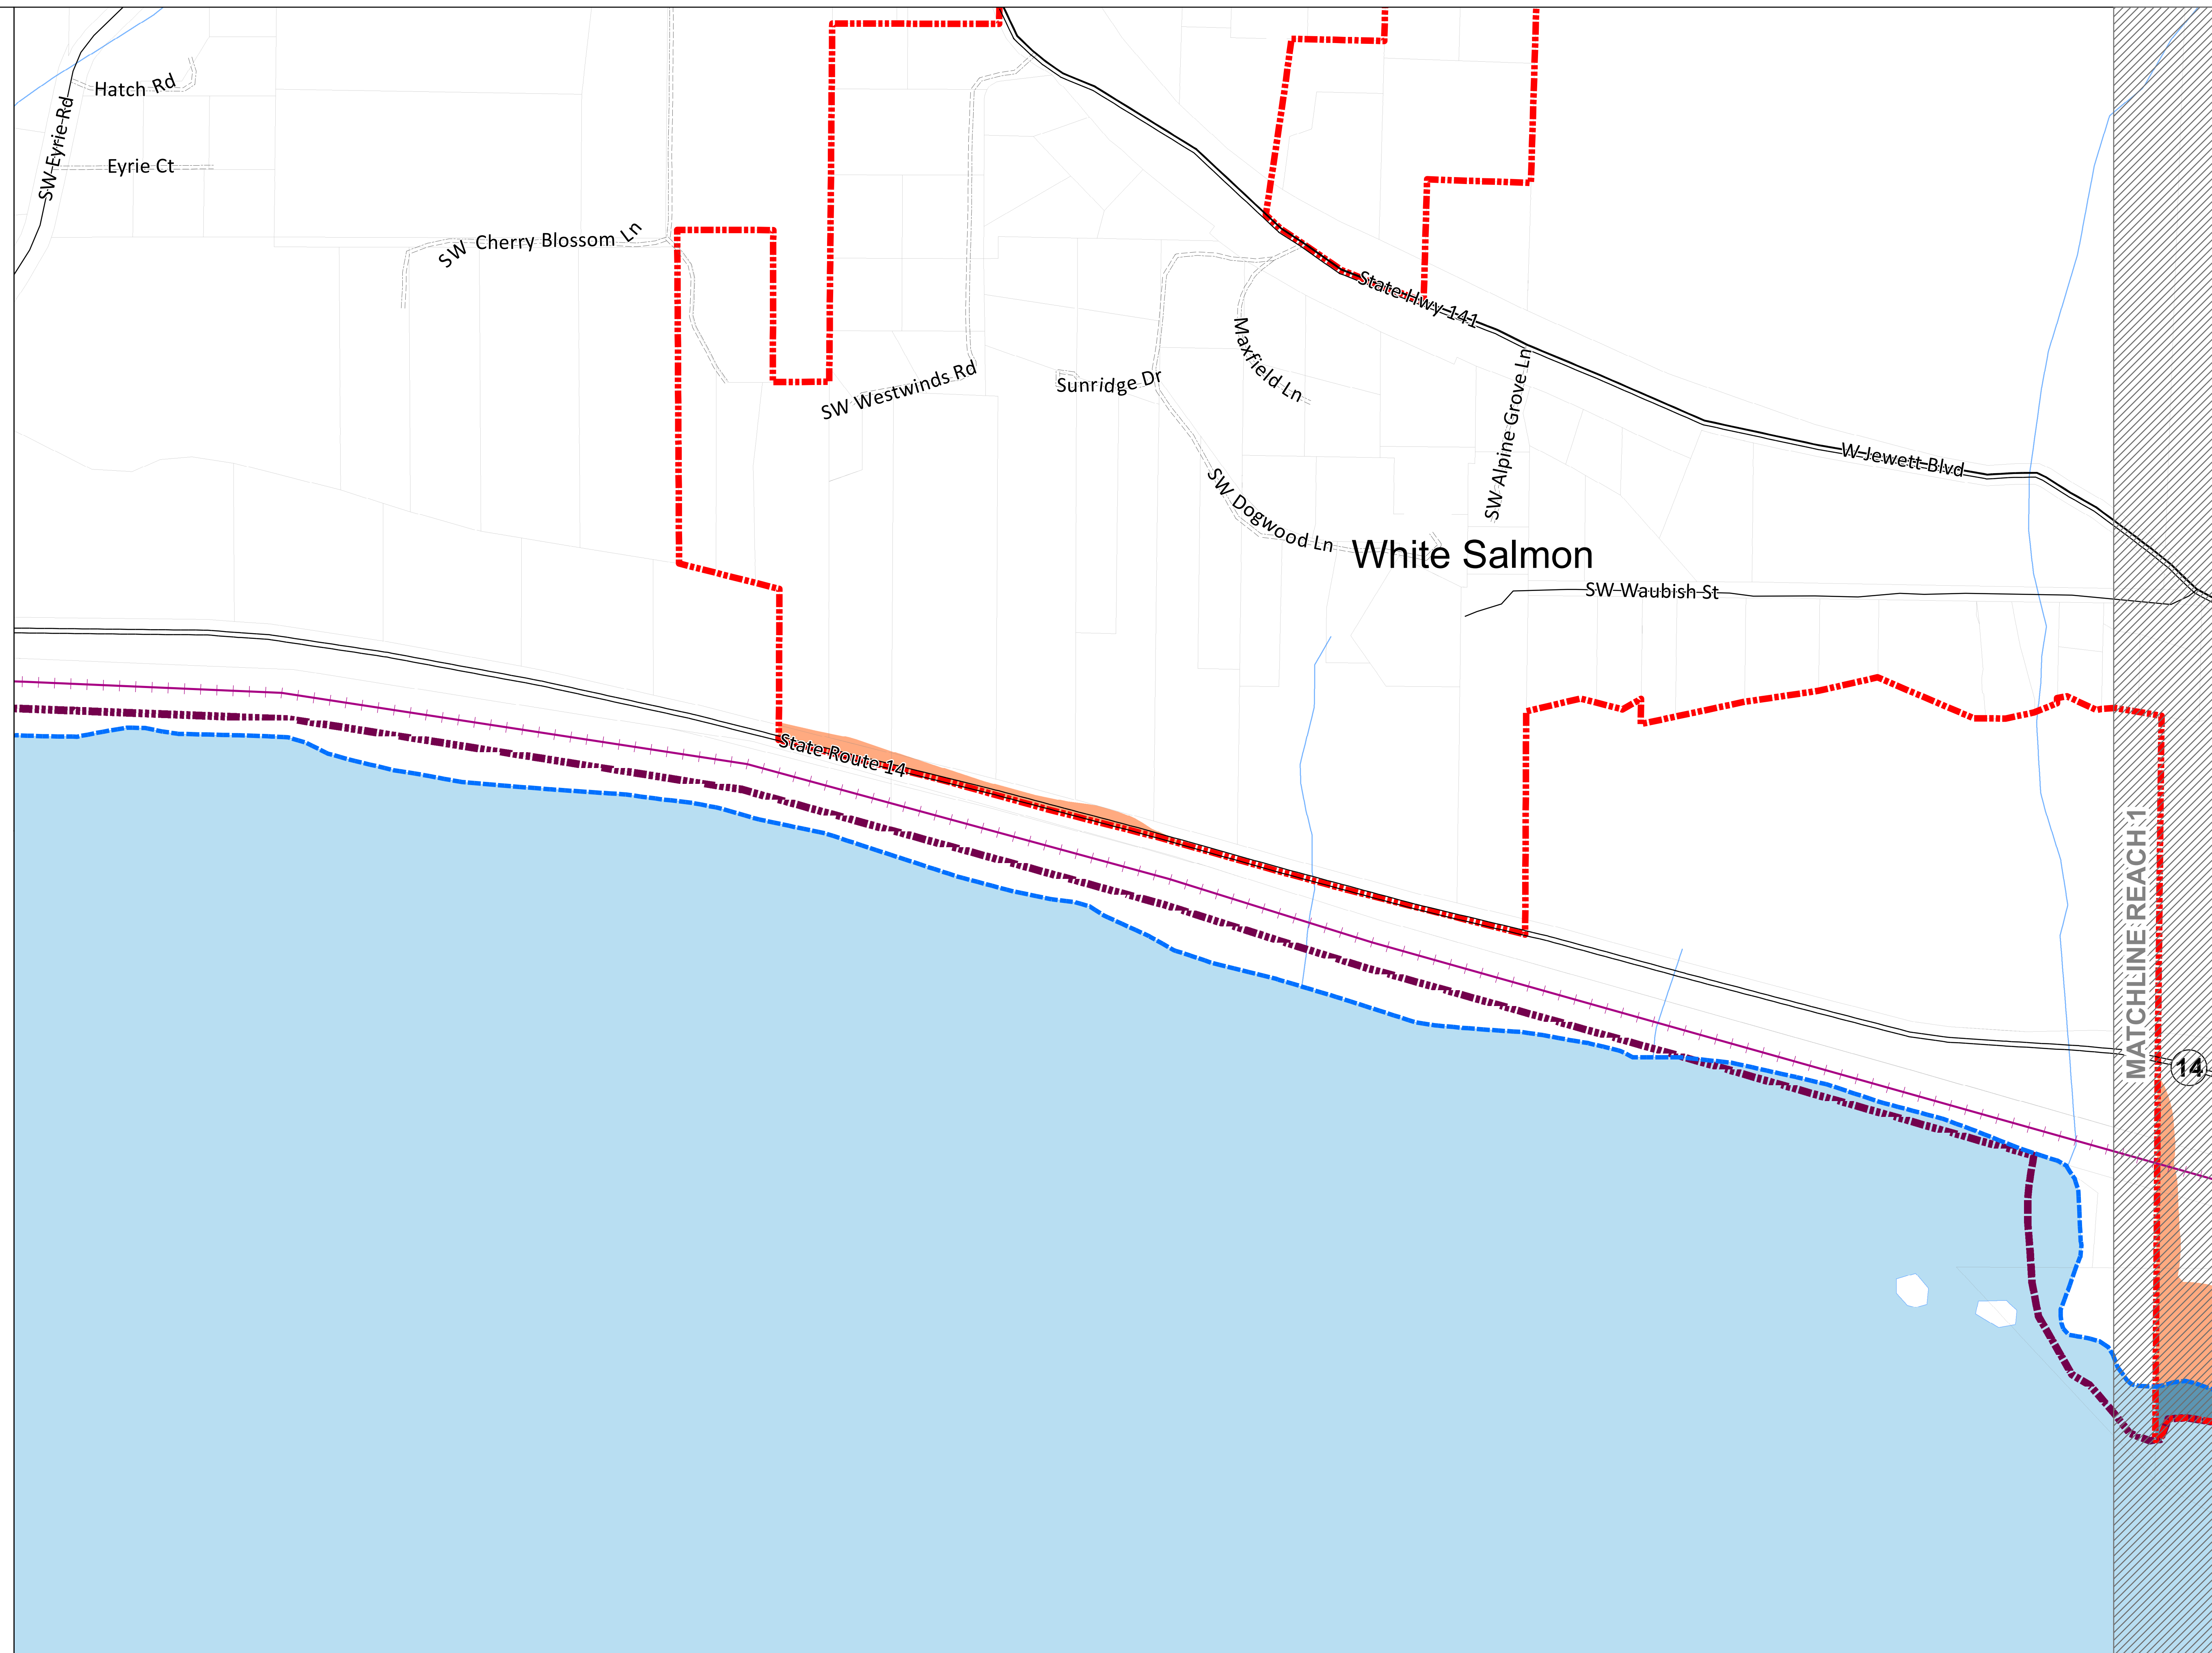 Hatch Rd
SW Eyrie Rd
Eyrie Ct
SW Cherry Blossom Ln
State Hwy 141
Maxfield Ln
SW Westwinds Rd
Sunridge Dr
SW Alpine Grove Ln
W Jewett Blvd
SW Dogwood Ln
White Salmon
SW Waubish St
State Route 14
MATCHLINE REACH 1
14